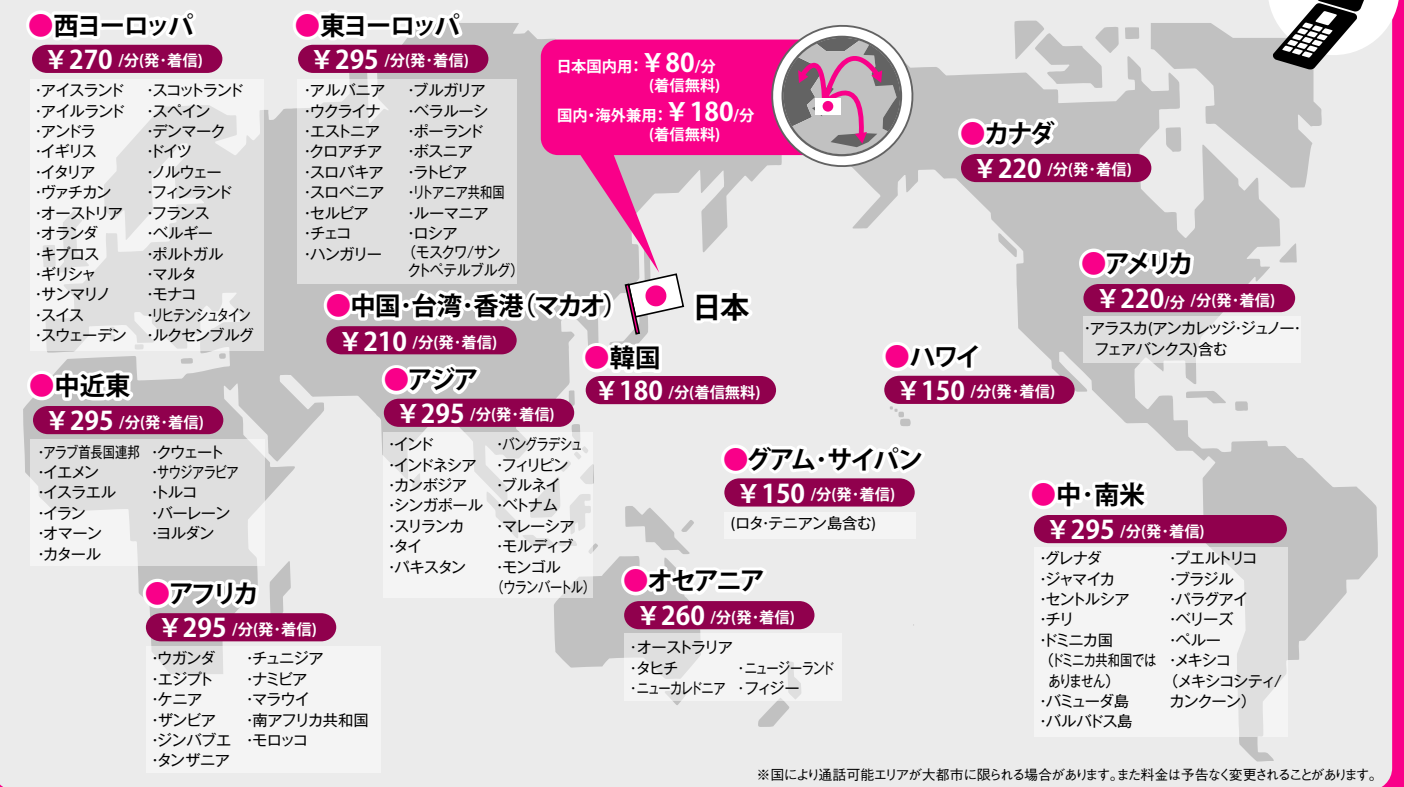 ●西ヨーロッパ
¥270 /分(発・着信)
・アイスランド
・アイルランド
・アンドラ
・イギリス
・イタリア
・ヴァチカン
・オーストリア
・オランダ
・キプロス
・ギリシャ
・サンマリノ
・スイス
・スウェーデン
・スコットランド
・スペイン
・デンマーク
・ドイツ
・ノルウェー
・フィンランド
・フランス
・ベルギー
・ポルトガル
・マルタ
・モナコ
・リヒテンシュタイン
・ルクセンブルグ
●東ヨーロッパ
¥295 /分(発・着信)
・アルバニア
・ウクライナ
・エストニア
・クロアチア
・スロバキア
・スロベニア
・セルビア
・チェコ
・ハンガリー
・ブルガリア
・ベラルーシ
・ポーランド
・ボスニア
・ラトビア
・リトアニア共和国
・ルーマニア
・ロシア
(モスクワ/サン
クトペテルブルグ)
日本国内用:¥80/分
(着信無料)
国内・海外兼用:¥180/分
(着信無料)
日本
●カナダ
¥220 /分(発・着信)
●アメリカ
¥220/分 /分(発・着信)
・アラスカ(アンカレッジ・ジュノー・
フェアバンクス)含む
●中国・台湾・香港(マカオ)
¥210 /分(発・着信)
●韓国
¥180 /分(着信無料)
●ハワイ
¥150 /分(発・着信)
●中近東
¥295 /分(発・着信)
・アラブ首長国連邦
・イエメン
・イスラエル
・イラン
・オマーン
・カタール
・クウェート
・サウジアラビア
・トルコ
・バーレーン
・ヨルダン
●アジア
¥295 /分(発・着信)
・インド
・インドネシア
・カンボジア
・シンガポール
・スリランカ
・タイ
・パキスタン
・バングラデシュ
・フィリピン
・ブルネイ
・ベトナム
・マレーシア
・モルディブ
・モンゴル
(ウランバートル)
●グアム・サイパン
¥150 /分(発・着信)
(ロタ・テニアン島含む)
●中・南米
¥295 /分(発・着信)
・グレナダ
・ジャマイカ
・セントルシア
・チリ
・ドミニカ国
(ドミニカ共和国では
ありません)
・バミューダ島
・バルバドス島
・プエルトリコ
・ブラジル
・パラグアイ
・ベリーズ
・ペルー
・メキシコ
(メキシコシティ/
カンクーン)
●アフリカ
¥295 /分(発・着信)
・ウガンダ
・エジプト
・ケニア
・ザンビア
・ジンバブエ
・タンザニア
・チュニジア
・ナミビア
・マラウイ
・南アフリカ共和国
・モロッコ
●オセアニア
¥260 /分(発・着信)
・オーストラリア
・タヒチ
・ニューカレドニア
・ニュージーランド
・フィジー
※国により通話可能エリアが大都市に限られる場合があります。また料金は予告なく変更されることがあります。